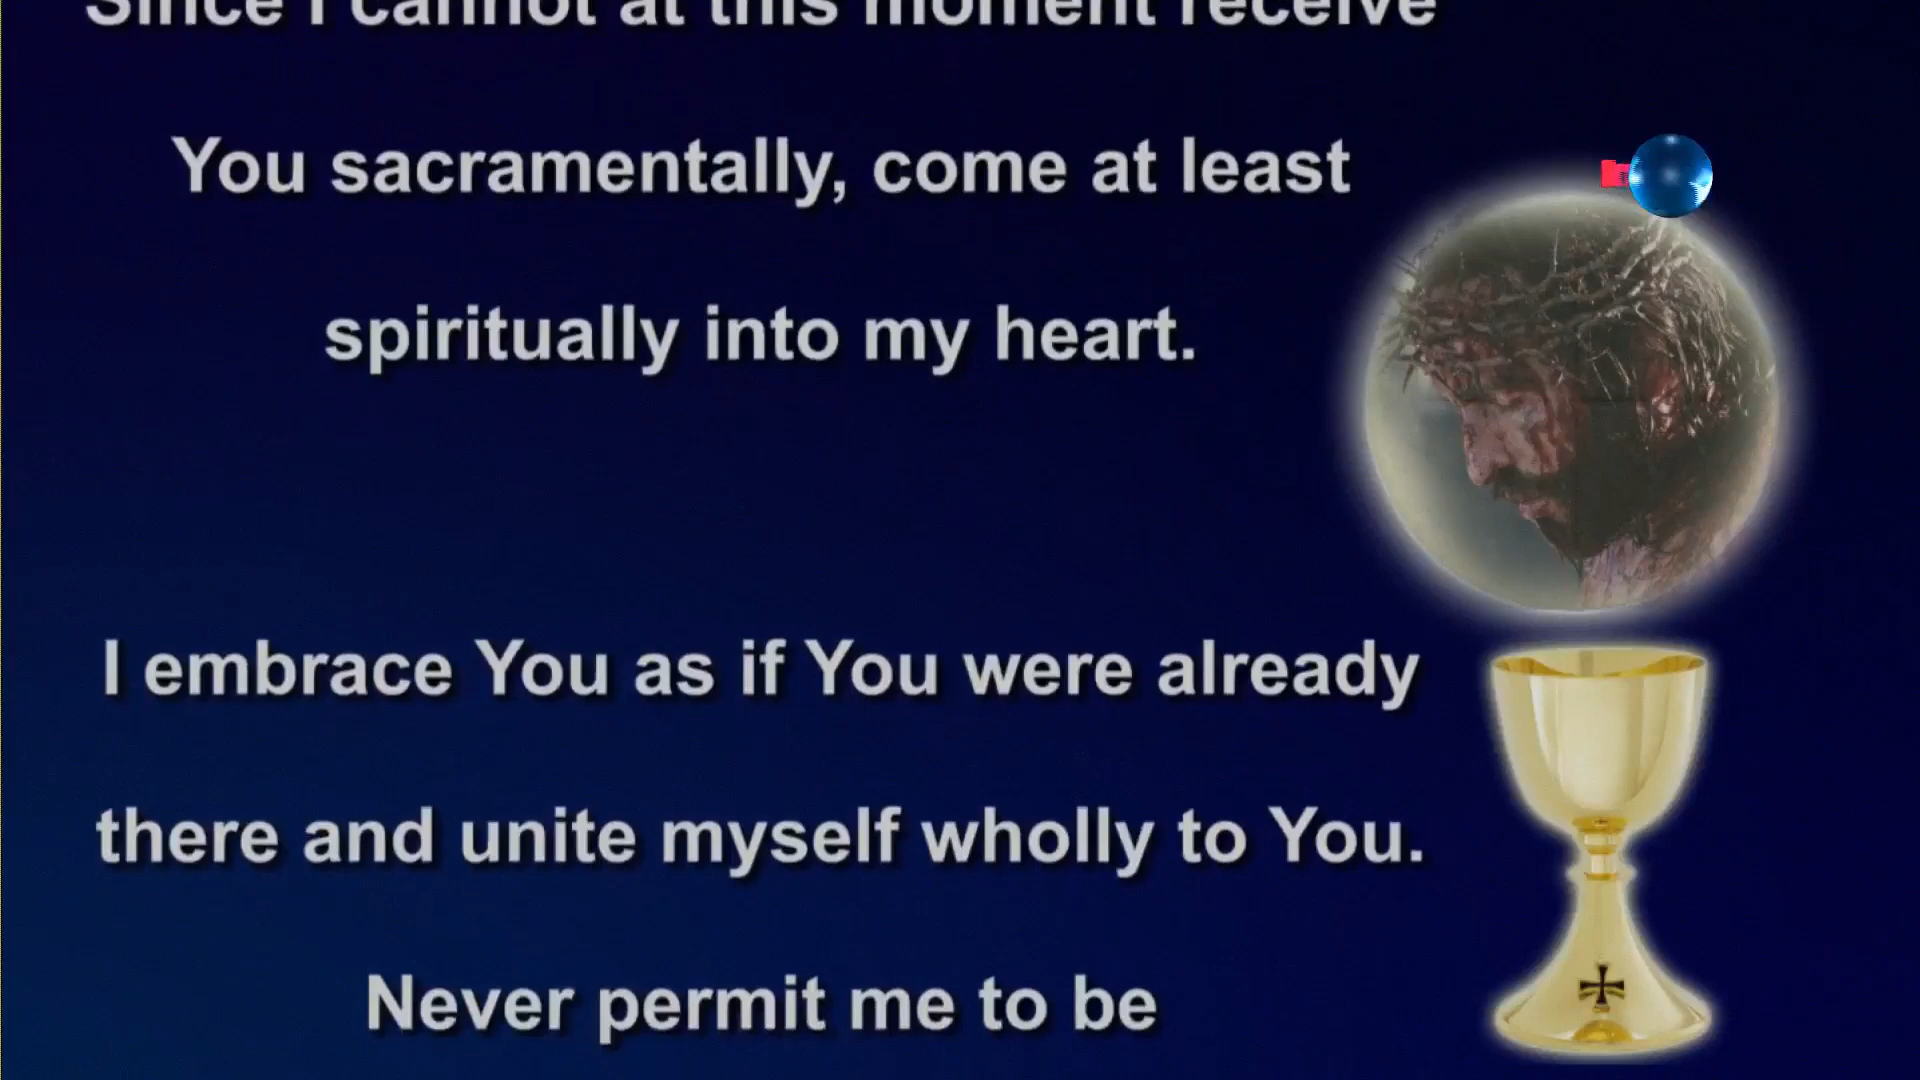 Since I cannot at this moment receive
You sacramentally, come at least
spiritually into my heart.
I embrace You as if You were already
there and unite myself wholly to You.
Never permit me to be